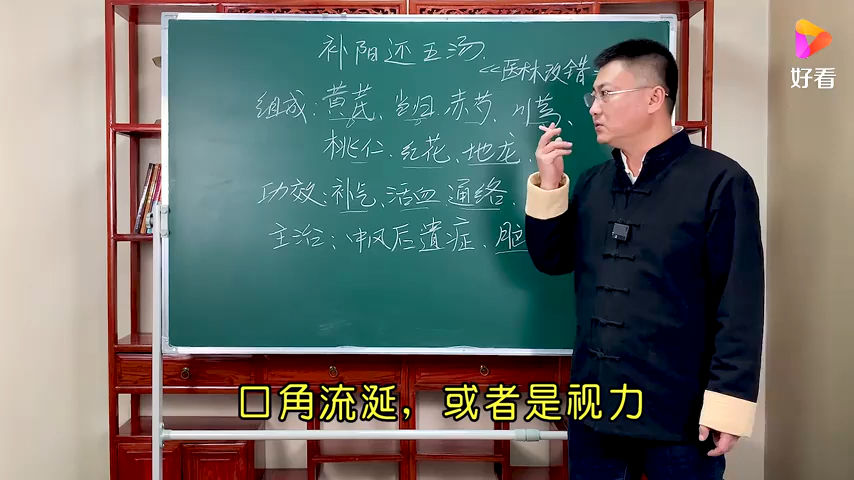 补阳还五汤
<<医林改错
组成：黄芪、当归、赤芍、川芎、
桃仁、红花、地龙、
功效：补气、活血通络、
主治：中风后遗症、脑
口角流涎，或者是视力
好看